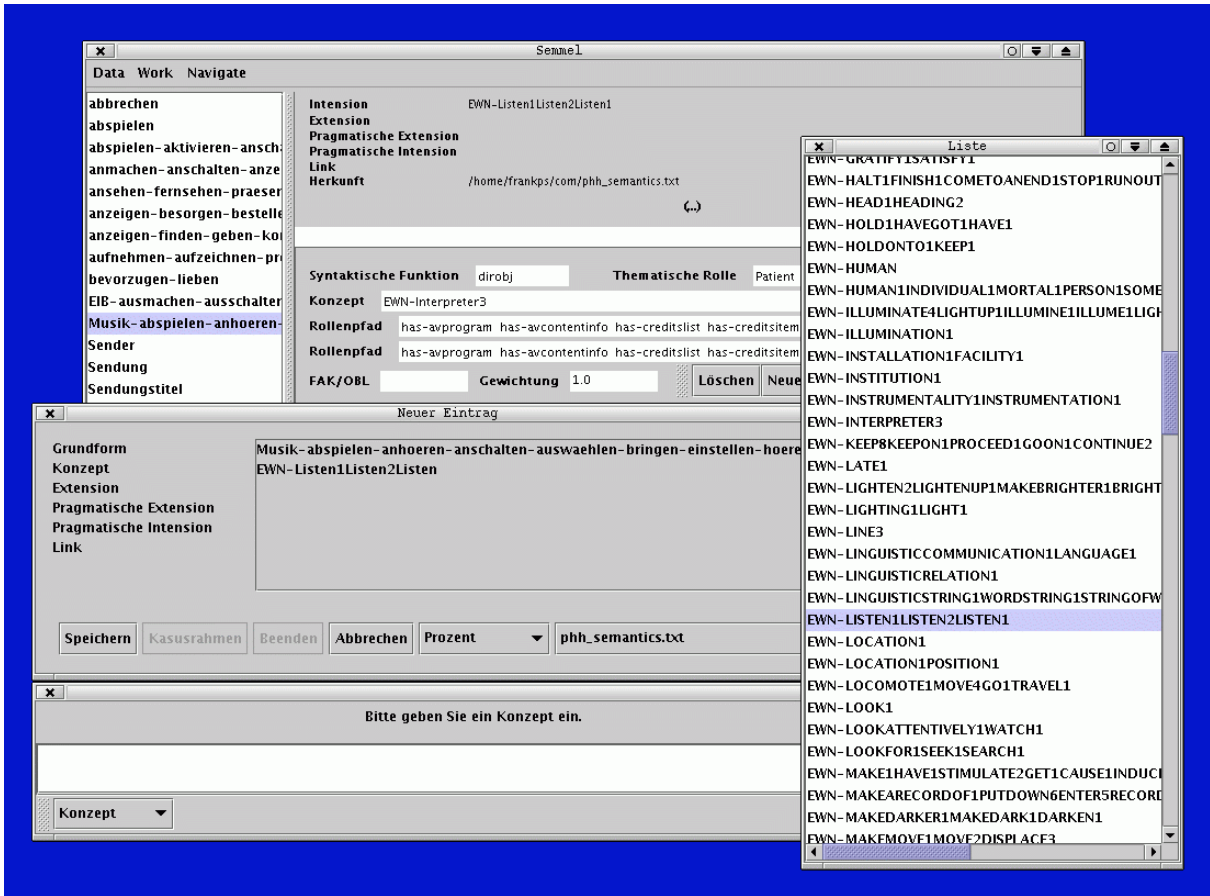 Semmel
Data Work Navigate
abbrechen
abspielen
abspielen-aktivieren-ansch
anmachen-anschalten-anze
ansehen-fernsehen-praeser
anzeigen-besorgen-bestelle
anzeigen-finden-geben-kon
aufnehmen-aufzeichnen-pr
bevorzugen-lieben
EIB-ausmachen-ausschalter
Musik-abspielen-anhoeren-
Sender
Sendung
Sendungstitel
Intension EWN-Listen1Listen2Listen1
Extension
Pragmatische Extension
Pragmatische Intension
Link
Herkunft /home/frankps/com/phh_semantics.txt
(...)
Syntaktische Funktion dirobj Thematische Rolle Patient
Konzept EWN-Interpreter3
Rollenpfad has-avprogram has-avcontentinfo has-creditslist has-creditsitem
Rollenpfad has-avprogram has-avcontentinfo has-creditslist has-creditsitem
FAK/OBL Gewichtung 1.0 Löschen Neue
Neuer Eintrag
Grundform Musik-abspielen-anhoeren-anschalten-auswaehlen-bringen-einstellen-hoere
Konzept EWN-Listen1Listen2Listen
Extension
Pragmatische Extension
Pragmatische Intension
Link
Speichern Kasusrahmen Beenden Abbrechen Prozent phh_semantics.txt
Bitte geben Sie ein Konzept ein.
Konzept
Liste
EWN-GRATIFY1SATISFY1
EWN-HALT1FINISH1COMETOANEND1STOP1RUNOUT
EWN-HEAD1HEADING2
EWN-HOLD1HAVEGOT1HAVE1
EWN-HOLDONTO1KEEP1
EWN-HUMAN
EWN-HUMAN1INDIVIDUAL1MORTAL1PERSON1SOME
EWN-ILLUMINATE4LIGHTUP1ILLUMINE1ILLUME1LIGH
EWN-ILLUMINATION1
EWN-INSTALLATION1FACILITY1
EWN-INSTITUTION1
EWN-INSTRUMENTALITY1INSTRUMENTATION1
EWN-INTERPRETER3
EWN-KEEP8KEEPON1PROCEED1GOON1CONTINUE2
EWN-LATE1
EWN-LIGHTEN2LIGHTENUP1MAKEBRIGHTER1BRIGHT
EWN-LIGHTING1LIGHT1
EWN-LINE3
EWN-LINGUISTICCOMMUNICATION1LANGUAGE1
EWN-LINGUISTICRELATION1
EWN-LINGUISTICSTRING1WORDSTRING1STRINGOFW
EWN-LISTEN1LISTEN2LISTEN1
EWN-LOCATION1
EWN-LOCATION1POSITION1
EWN-LOCOMOTE1MOVE4GO1TRAVEL1
EWN-LOOK1
EWN-LOOKATTENTIVELY1WATCH1
EWN-LOOKFOR1SEEK1SEARCH1
EWN-MAKE1HAVE1STIMULATE2GET1CAUSE1INDUCI
EWN-MAKEARECORDOF1PUTDOWN6ENTER5RECORD
EWN-MAKEDARKER1MAKEDARK1DARKEN1
EWN-MAKEMOVE1MOVE2DISPLACE3